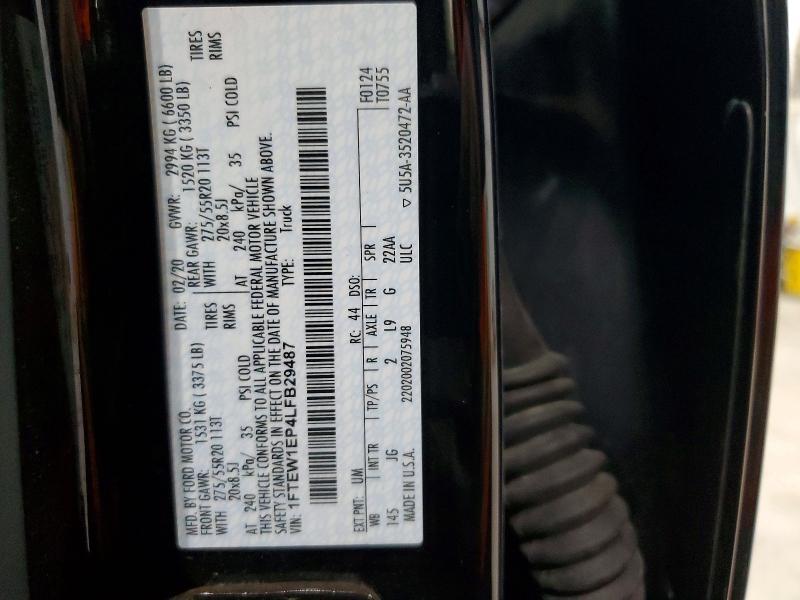 MFD. BY FORD MOTOR CO.
DATE: 02/20 GVWR: 2994 KG ( 6600 LB)
FRONT GAWR: 1531 KG ( 3375 LB) REAR GAWR: 1520 KG ( 3350 LB)
WITH 275/55R20 113T TIRES WITH 275/55R20 113T TIRES
20x8.5J RIMS 20x8.5J RIMS
AT 240 kPa/ 35 PSI COLD AT 240 kPa/ 35 PSI COLD
THIS VEHICLE CONFORMS TO ALL APPLICABLE FEDERAL MOTOR VEHICLE
SAFETY STANDARDS IN EFFECT ON THE DATE OF MANUFACTURE SHOWN ABOVE.
VIN: 1FTEW1EP4LFB29487 TYPE: Truck
F0124
T0755
EXT PNT: UM RC: 44 DSO:
WB INT TR TP/PS R AXLE TR SPR
145 JG 2 L9 G 22AA
MADE IN U.S.A. 2202002075948 ULC ▽ 5U5A-3520472-AA